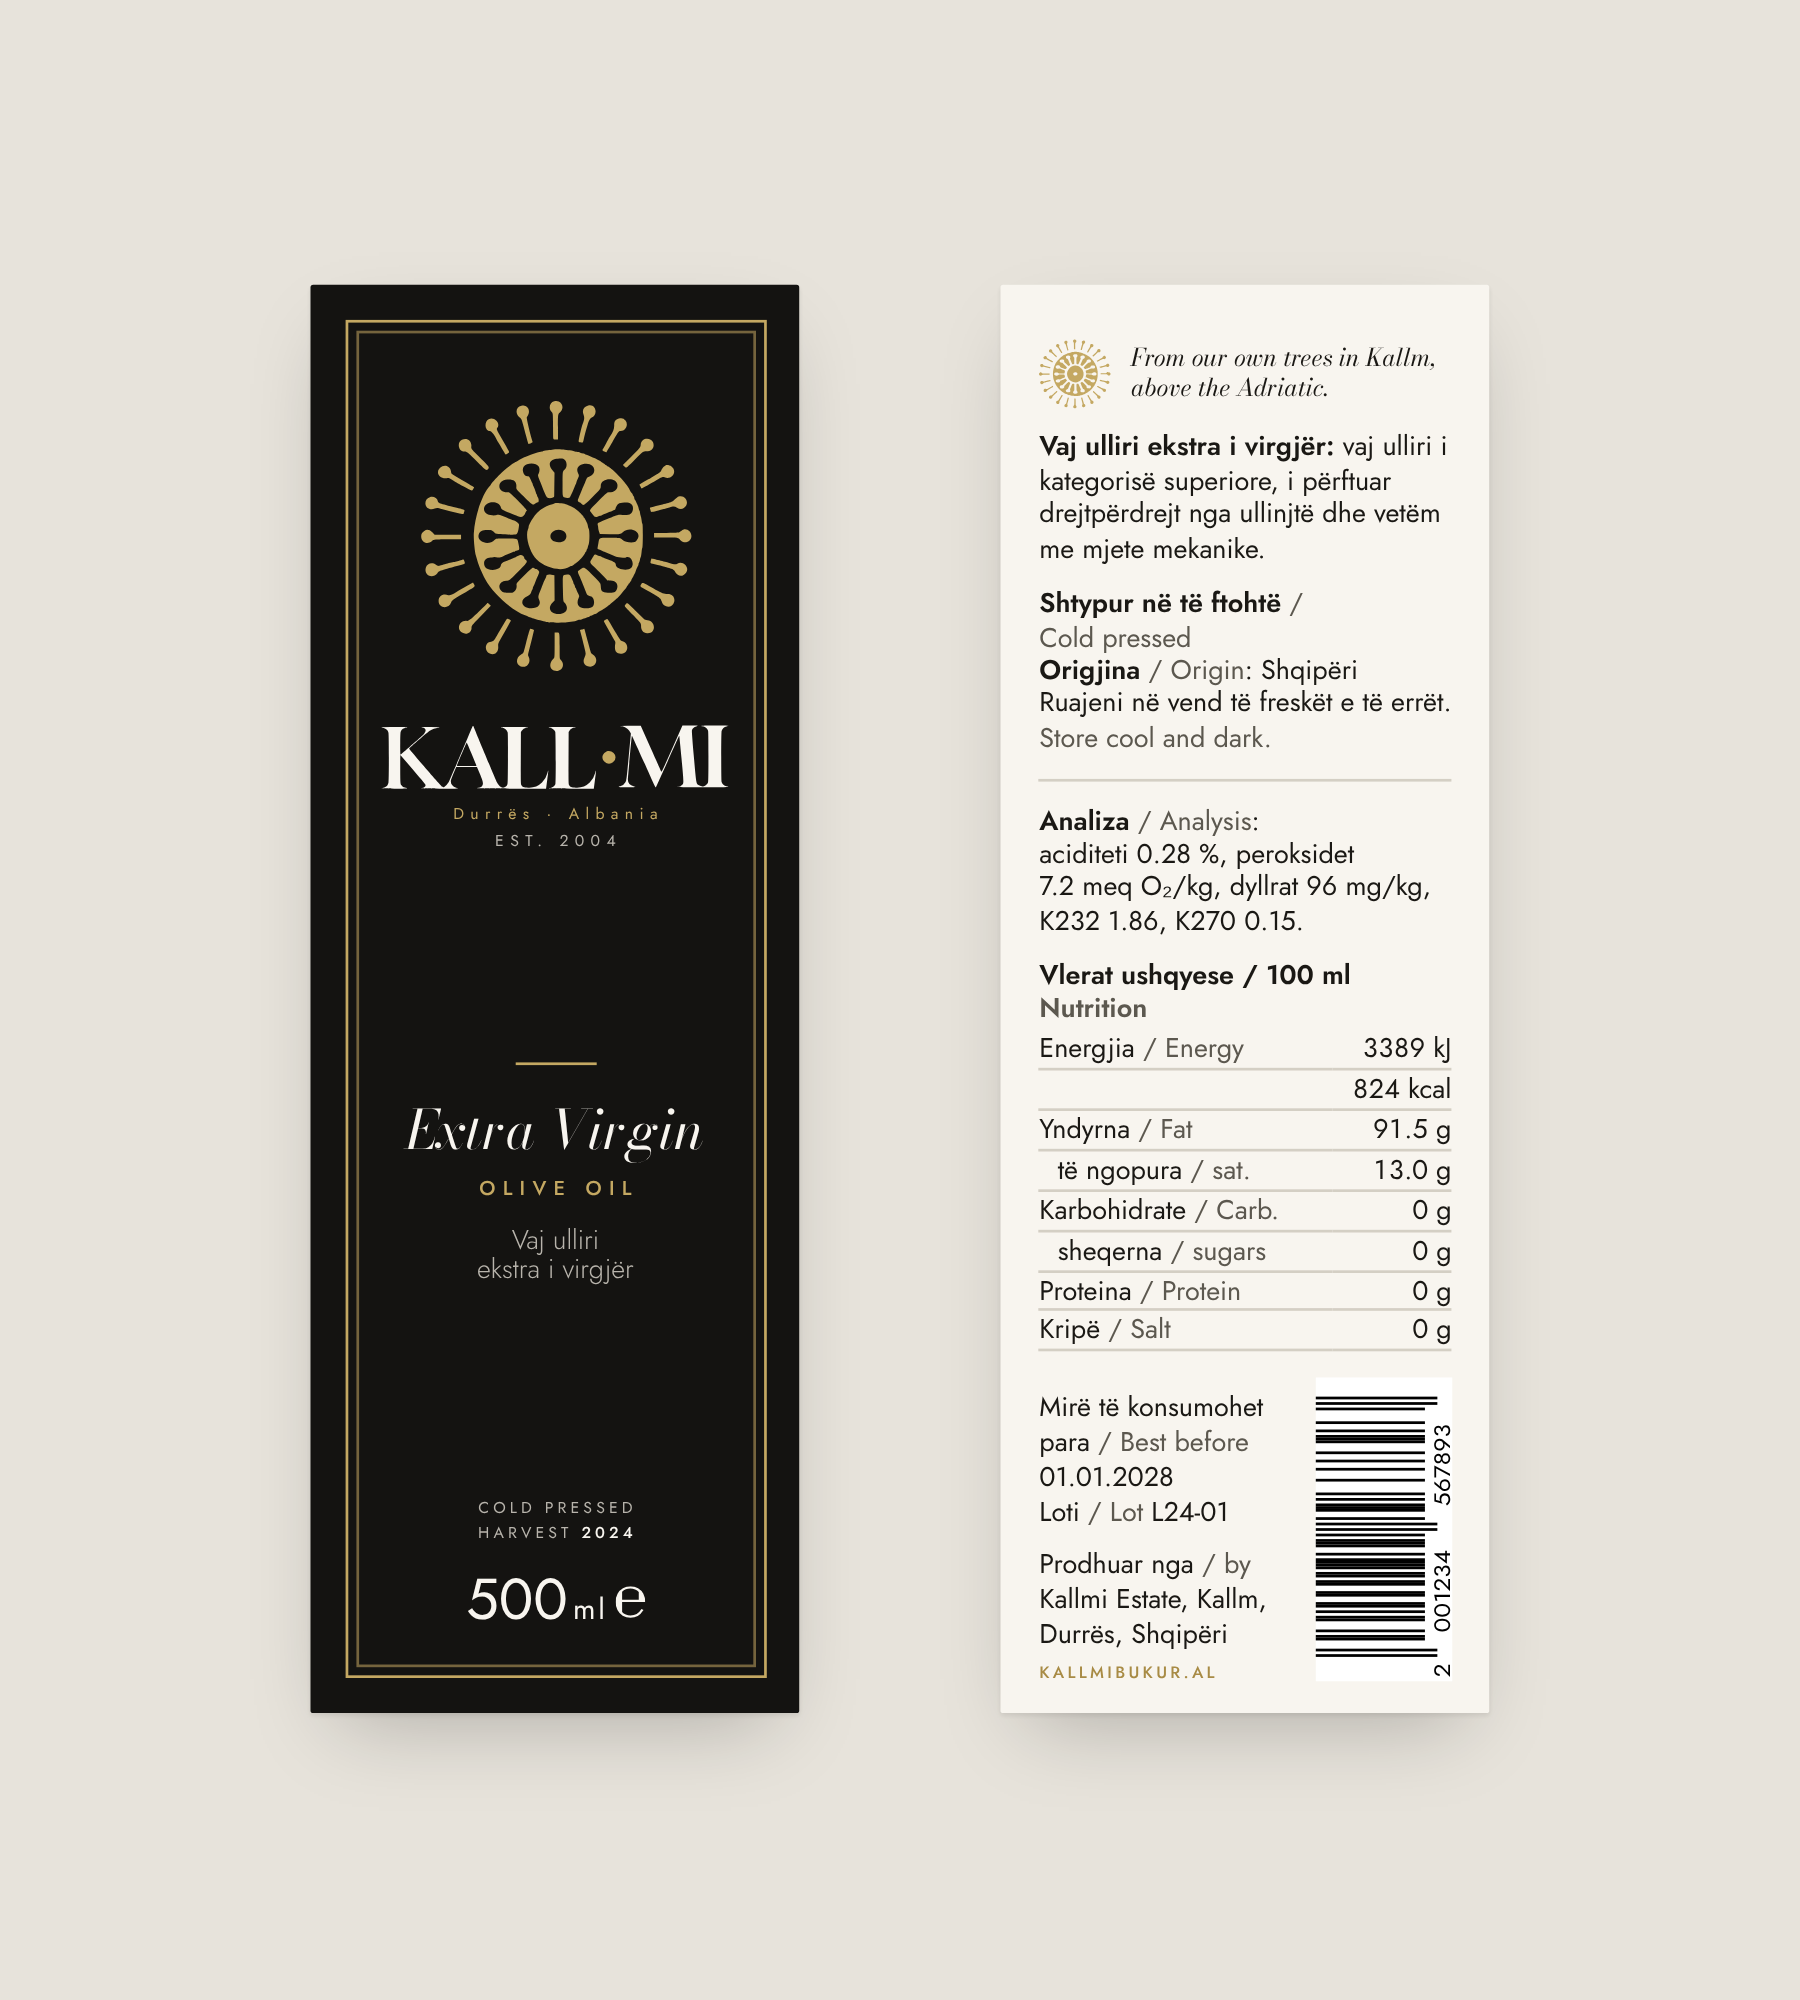 KALL·MI
Durrës · Albania
EST. 2004
Extra Virgin
OLIVE OIL
Vaj ulliri
ekstra i virgjër
COLD PRESSED
HARVEST 2024
500 ml ℮
From our own trees in Kallm,
above the Adriatic.
Vaj ulliri ekstra i virgjër: vaj ulliri i
kategorisë superiore, i përftuar
drejtpërdrejt nga ullinjtë dhe vetëm
me mjete mekanike.
Shtypur në të ftohtë /
Cold pressed
Origjina / Origin: Shqipëri
Ruajeni në vend të freskët e të errët.
Store cool and dark.
Analiza / Analysis:
aciditeti 0.28 %, peroksidet
7.2 meq O₂/kg, dyllrat 96 mg/kg,
K232 1.86, K270 0.15.
Vlerat ushqyese / 100 ml
Nutrition
Energjia / Energy 3389 kJ
824 kcal
Yndyrna / Fat 91.5 g
të ngopura / sat. 13.0 g
Karbohidrate / Carb. 0 g
sheqerna / sugars 0 g
Proteina / Protein 0 g
Kripë / Salt 0 g
Mirë të konsumohet
para / Best before
01.01.2028
Loti / Lot L24-01
Prodhuar nga / by
Kallmi Estate, Kallm,
Durrës, Shqipëri
KALLMIBUKUR.AL
2 001234 567893